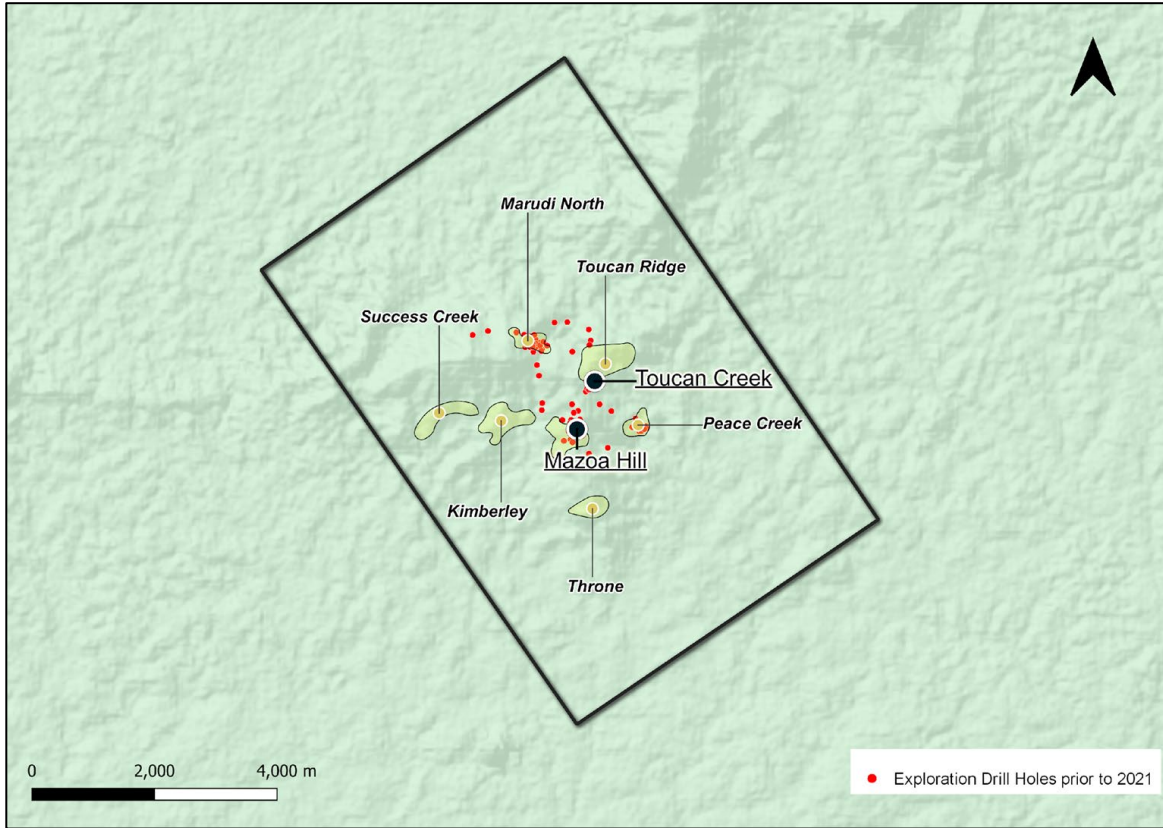 Marudi North
Toucan Ridge
Success Creek
Toucan Creek
Peace Creek
Mazoa Hill
Kimberley
Throne
0 2,000 4,000 m
Exploration Drill Holes prior to 2021